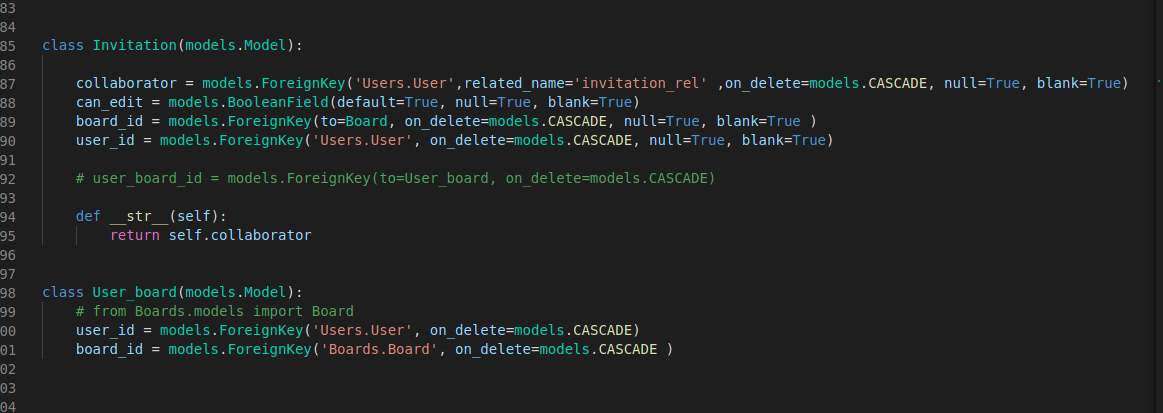 83
84
85 class Invitation(models.Model):
86
87     collaborator = models.ForeignKey('Users.User',related_name='invitation_rel' ,on_delete=models.CASCADE, null=True, blank=True)
88     can_edit = models.BooleanField(default=True, null=True, blank=True)
89     board_id = models.ForeignKey(to=Board, on_delete=models.CASCADE, null=True, blank=True )
90     user_id = models.ForeignKey('Users.User', on_delete=models.CASCADE, null=True, blank=True)
91
92     # user_board_id = models.ForeignKey(to=User_board, on_delete=models.CASCADE)
93
94     def __str__(self):
95         return self.collaborator
96
97
98 class User_board(models.Model):
99     # from Boards.models import Board
00     user_id = models.ForeignKey('Users.User', on_delete=models.CASCADE)
01     board_id = models.ForeignKey('Boards.Board', on_delete=models.CASCADE )
02
03
04